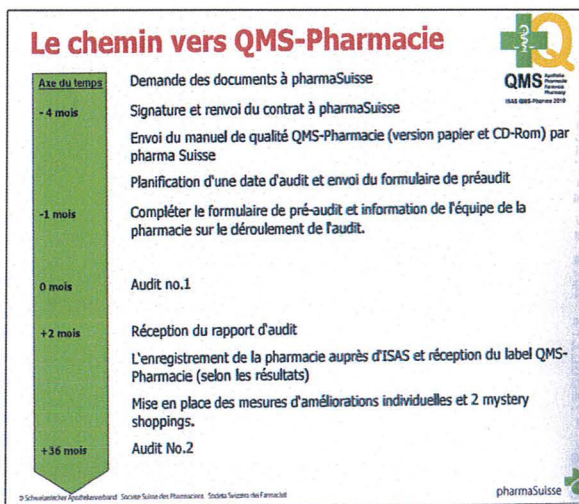 Le chemin vers QMS-Pharmacie
QMS Apotheke
Pharmacie
Farmacia
Pharmacy
ISAS QMS-Pharma 2010
Axe du temps
Demande des documents à pharmaSuisse
- 4 mois
Signature et renvoi du contrat à pharmaSuisse
Envoi du manuel de qualité QMS-Pharmacie (version papier et CD-Rom) par
pharma Suisse
Planification d'une date d'audit et envoi du formulaire de préaudit
-1 mois
Compléter le formulaire de pré-audit et information de l'équipe de la
pharmacie sur le déroulement de l'audit.
0 mois
Audit no.1
+2 mois
Réception du rapport d'audit
L'enregistrement de la pharmacie auprès d'ISAS et réception du label QMS-
Pharmacie (selon les résultats)
Mise en place des mesures d'améliorations individuelles et 2 mystery
shoppings.
+36 mois
Audit No.2
© Schweizerischer Apothekerverband Société Suisse des Pharmaciens Società Svizzera dei Farmacisti
pharmaSuisse